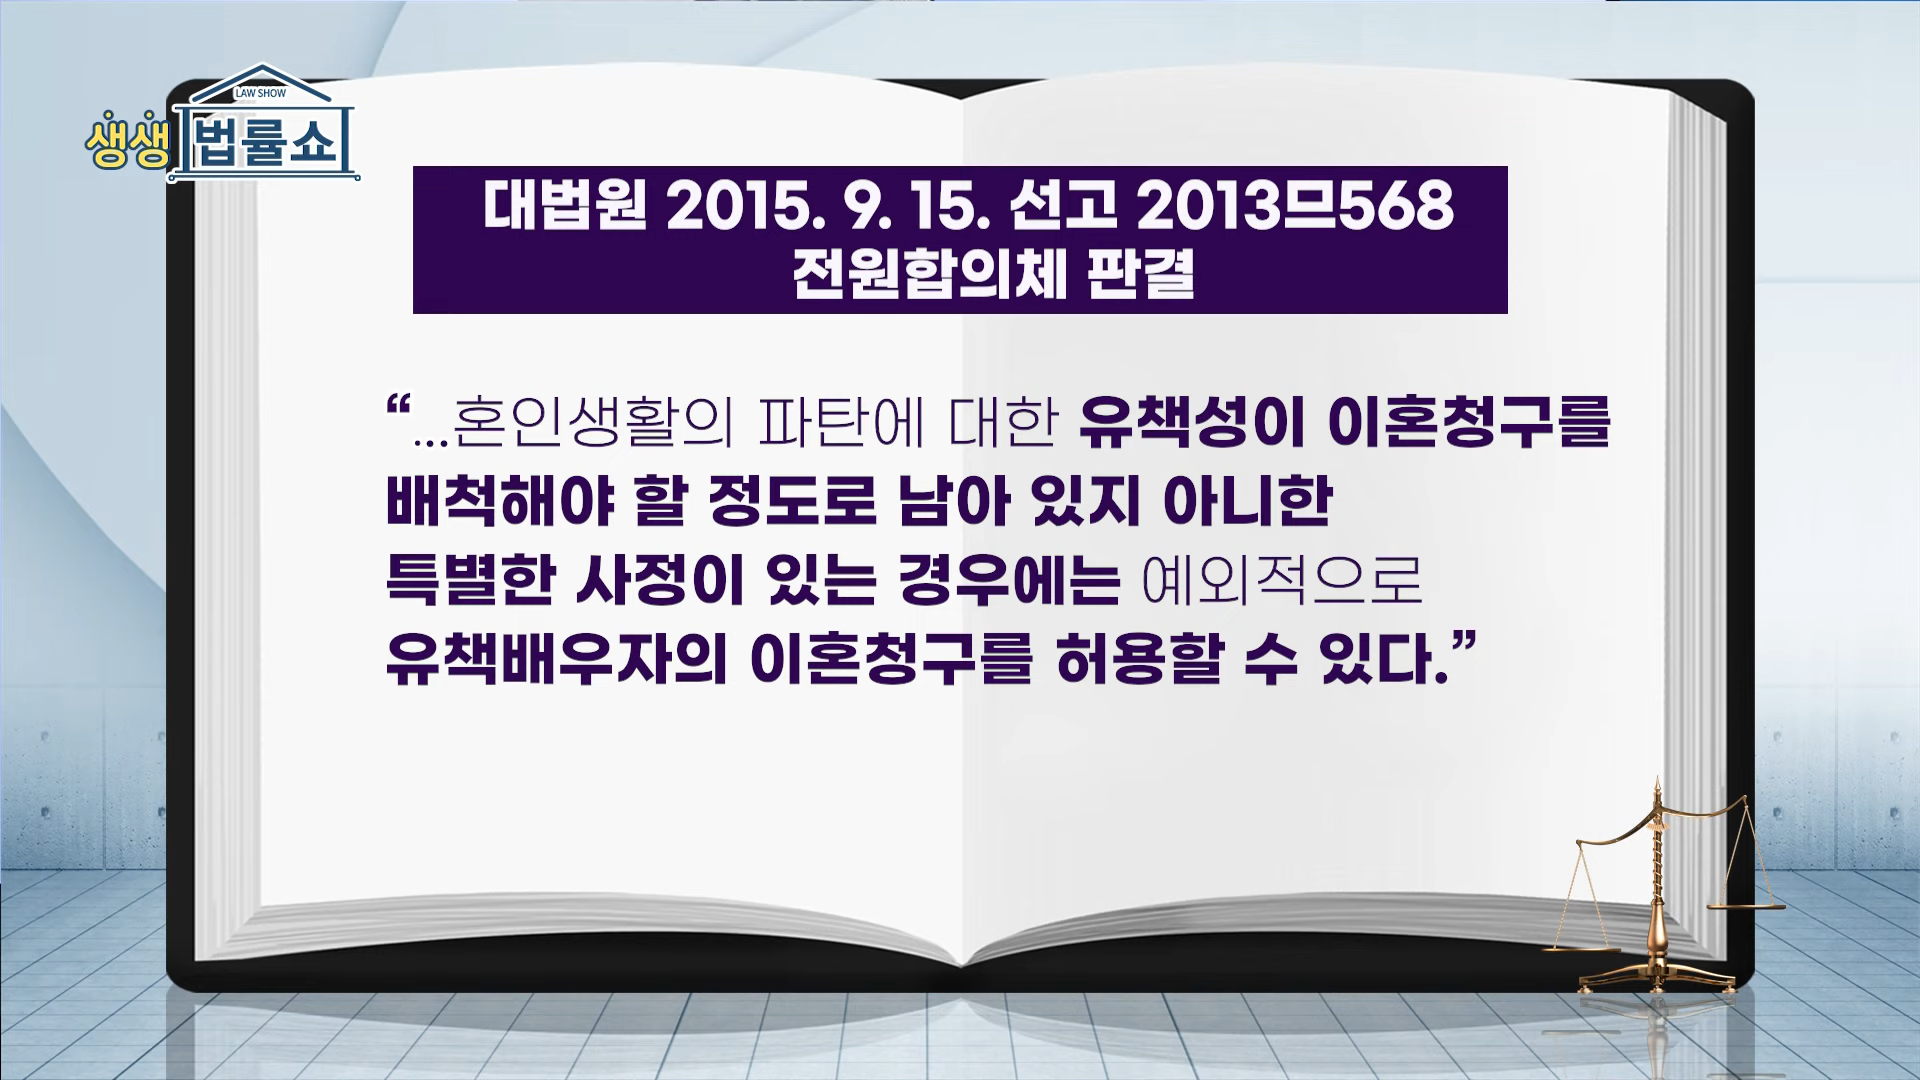 LAW SHOW
생생 법률쇼
대법원 2015. 9. 15. 선고 2013므568
전원합의체 판결
“...혼인생활의 파탄에 대한 유책성이 이혼청구를
배척해야 할 정도로 남아 있지 아니한
특별한 사정이 있는 경우에는 예외적으로
유책배우자의 이혼청구를 허용할 수 있다.”